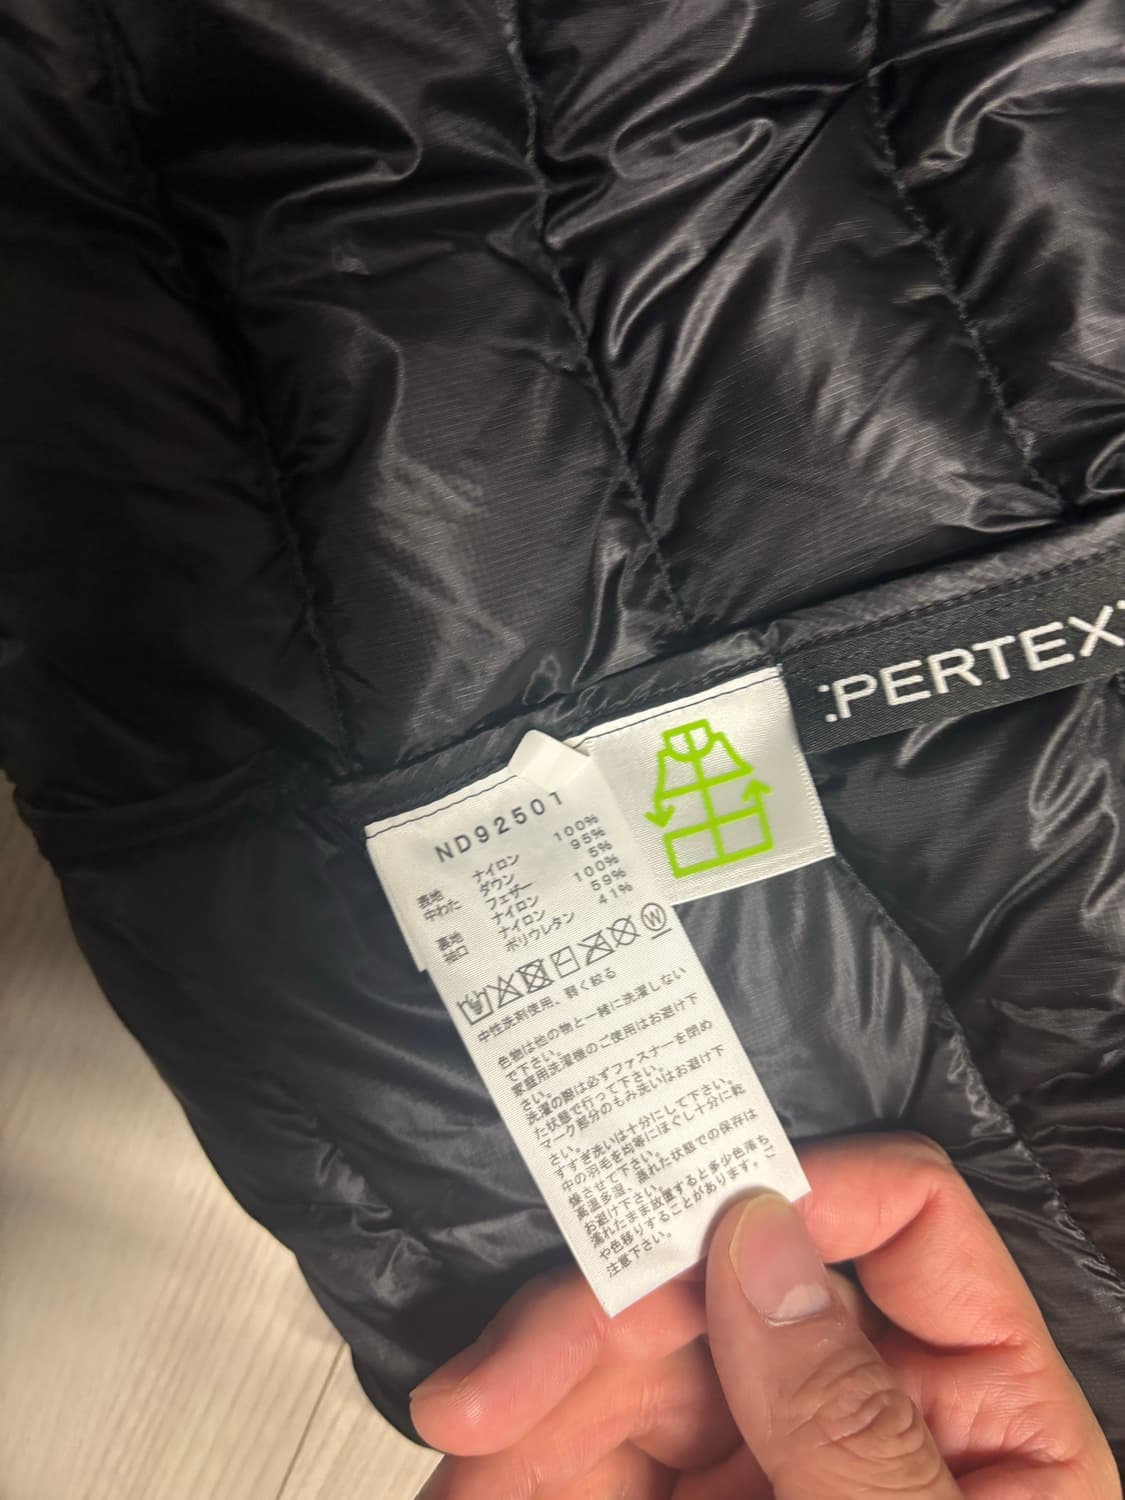 :PERTEX
ND92501
表地 ナイロン 100%
中わた ダウン 95%
フェザー 5%
裏地 ナイロン 100%
袖口 ナイロン 59%
ポリウレタン 41%
W
中性洗剤使用、弱く絞る
色物は他の物と一緒に洗濯しない
で下さい。
家庭用洗濯機のご使用はお避け下
さい。
洗濯の際は必ずファスナーを閉め
た状態で行って下さい。
マーク部分のもみ洗いはお避け下
さい。
すすぎ洗いは十分にして下さい。
中の羽毛を均等にほぐし十分に乾
燥させて下さい。
高温多湿、濡れた状態での保存は
お避け下さい。
濡れたまま放置すると多少色落ち
や色移りすることがあります。ご
注意下さい。